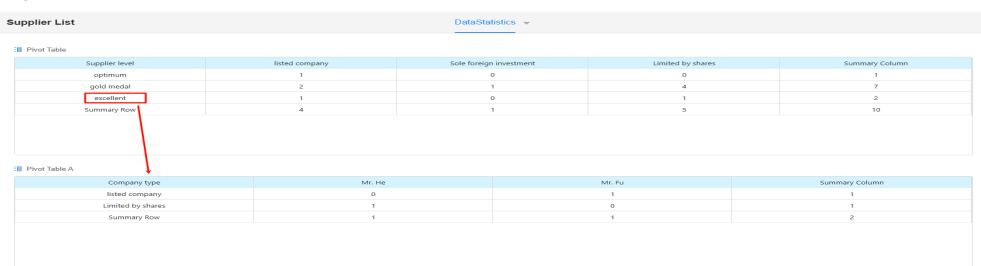 Supplier List DataStatistics
Pivot Table
Supplier level listed company Sole foreign investment Limited by shares Summary Column
optimum 1 0 0 1
gold medal 2 1 4 7
excellent 1 0 1 2
Summary Row 4 1 5 10
Pivot Table A
Company type Mr. He Mr. Fu Summary Column
listed company 0 1 1
Limited by shares 1 0 1
Summary Row 1 1 2